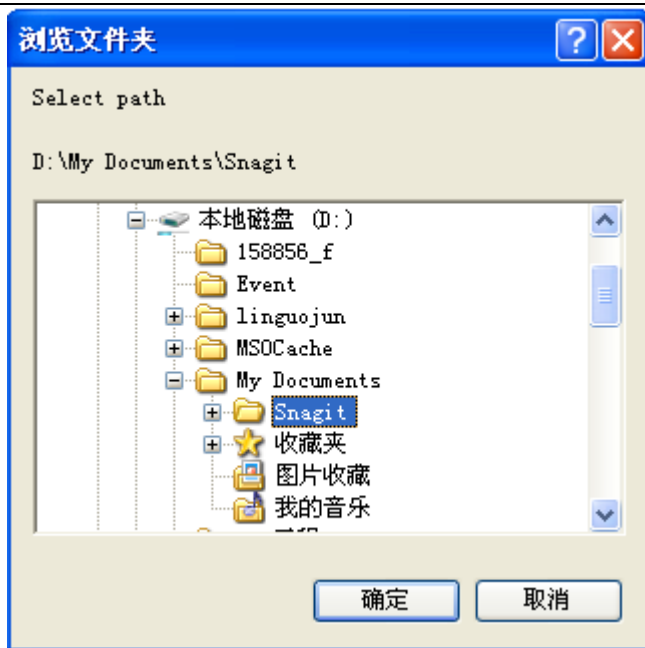 浏览文件夹
Select path
D:\My Documents\Snagit
本地磁盘 (D:)
158856_f
Event
linguojun
MSOCache
My Documents
Snagit
收藏夹
图片收藏
我的音乐
确定
取消